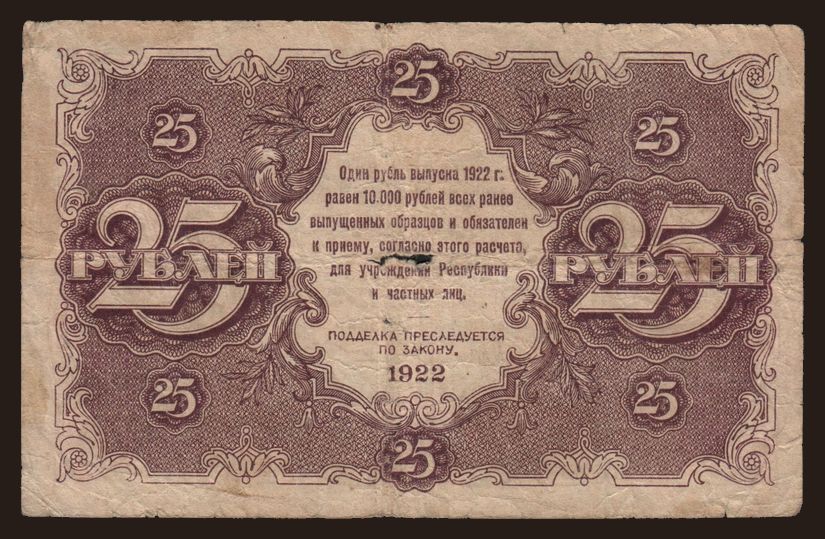 25
25
25
Один рубль выпуска 1922 г.
равен 10.000 рублей всех ранее
выпущенных образцов и обязателен
к приему, согласно этого расчета,
для учреждений Республики
и частных лиц.
25 РУБЛЕЙ
25 РУБЛЕЙ
ПОДДЕЛКА ПРЕСЛЕДУЕТСЯ
ПО ЗАКОНУ.
1922
25
25
25